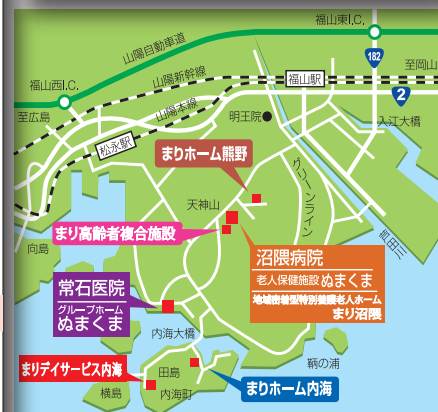 福山東I.C.
山陽自動車道
182
福山西I.C.
山陽新幹線
福山駅
至岡山
2
至広島
山陽本線
明王院
入江大橋
松永駅
まりホーム熊野
グリーンライン
天神山
芦田川
向島
まり高齢者複合施設
沼隈病院
老人保健施設 ぬまくま
地域密着型特別養護老人ホーム
まり沼隈
常石医院
グループホーム
ぬまくま
内海大橋
鞆の浦
まりデイサービス内海
田島
まりホーム内海
横島
内海町